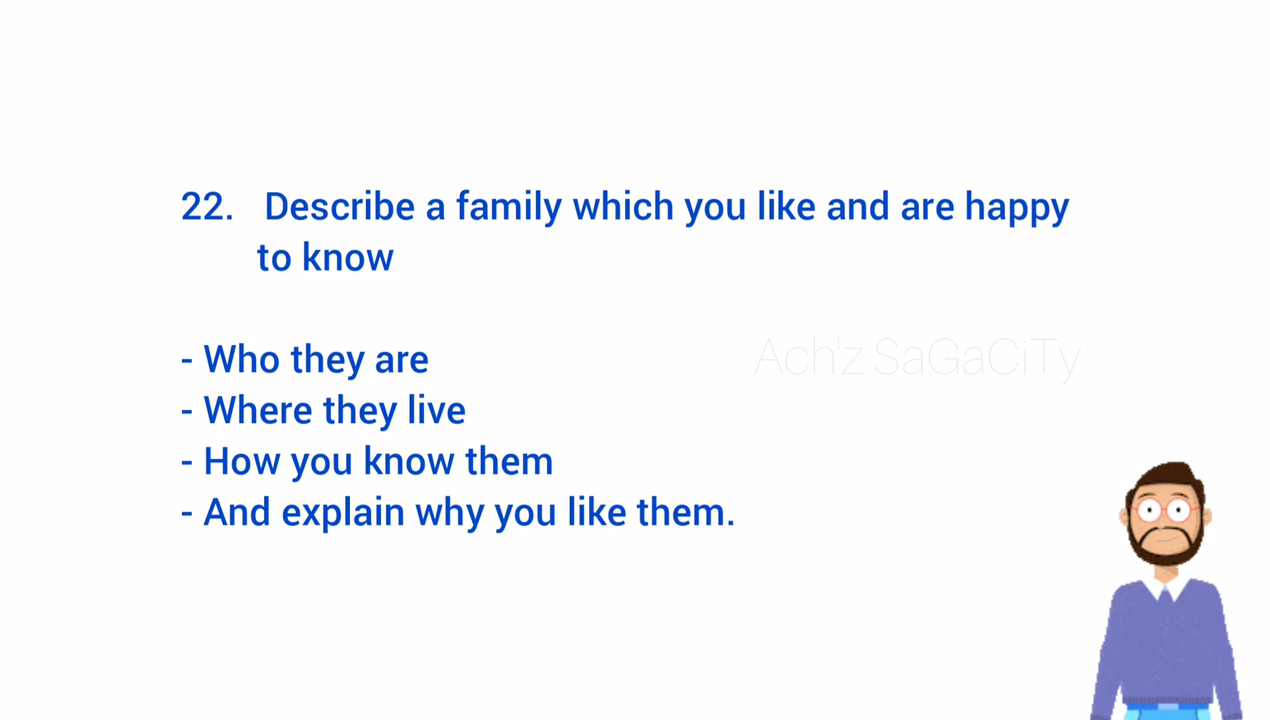 22. Describe a family which you like and are happy
to know
- Who they are
Ach'z SaGaCiTy
- Where they live
- How you know them
- And explain why you like them.